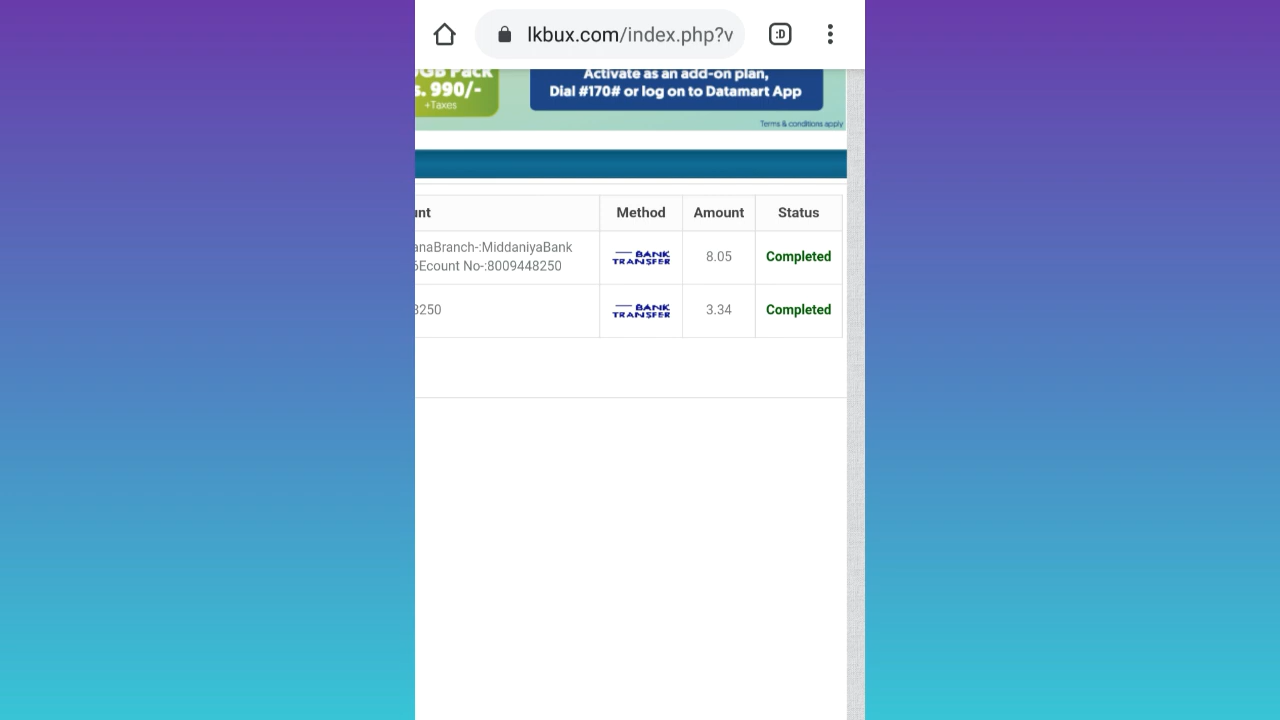 lkbux.com/index.php?v
:D
GB Pack
s. 990/-
+Taxes
Activate as an add-on plan,
Dial #170# or log on to Datamart App
Terms & conditions apply
unt
Method
Amount
Status
anaBranch-:MiddaniyaBank
6Ecount No-:8009448250
BANK
TRANSFER
8.05
Completed
3250
BANK
TRANSFER
3.34
Completed